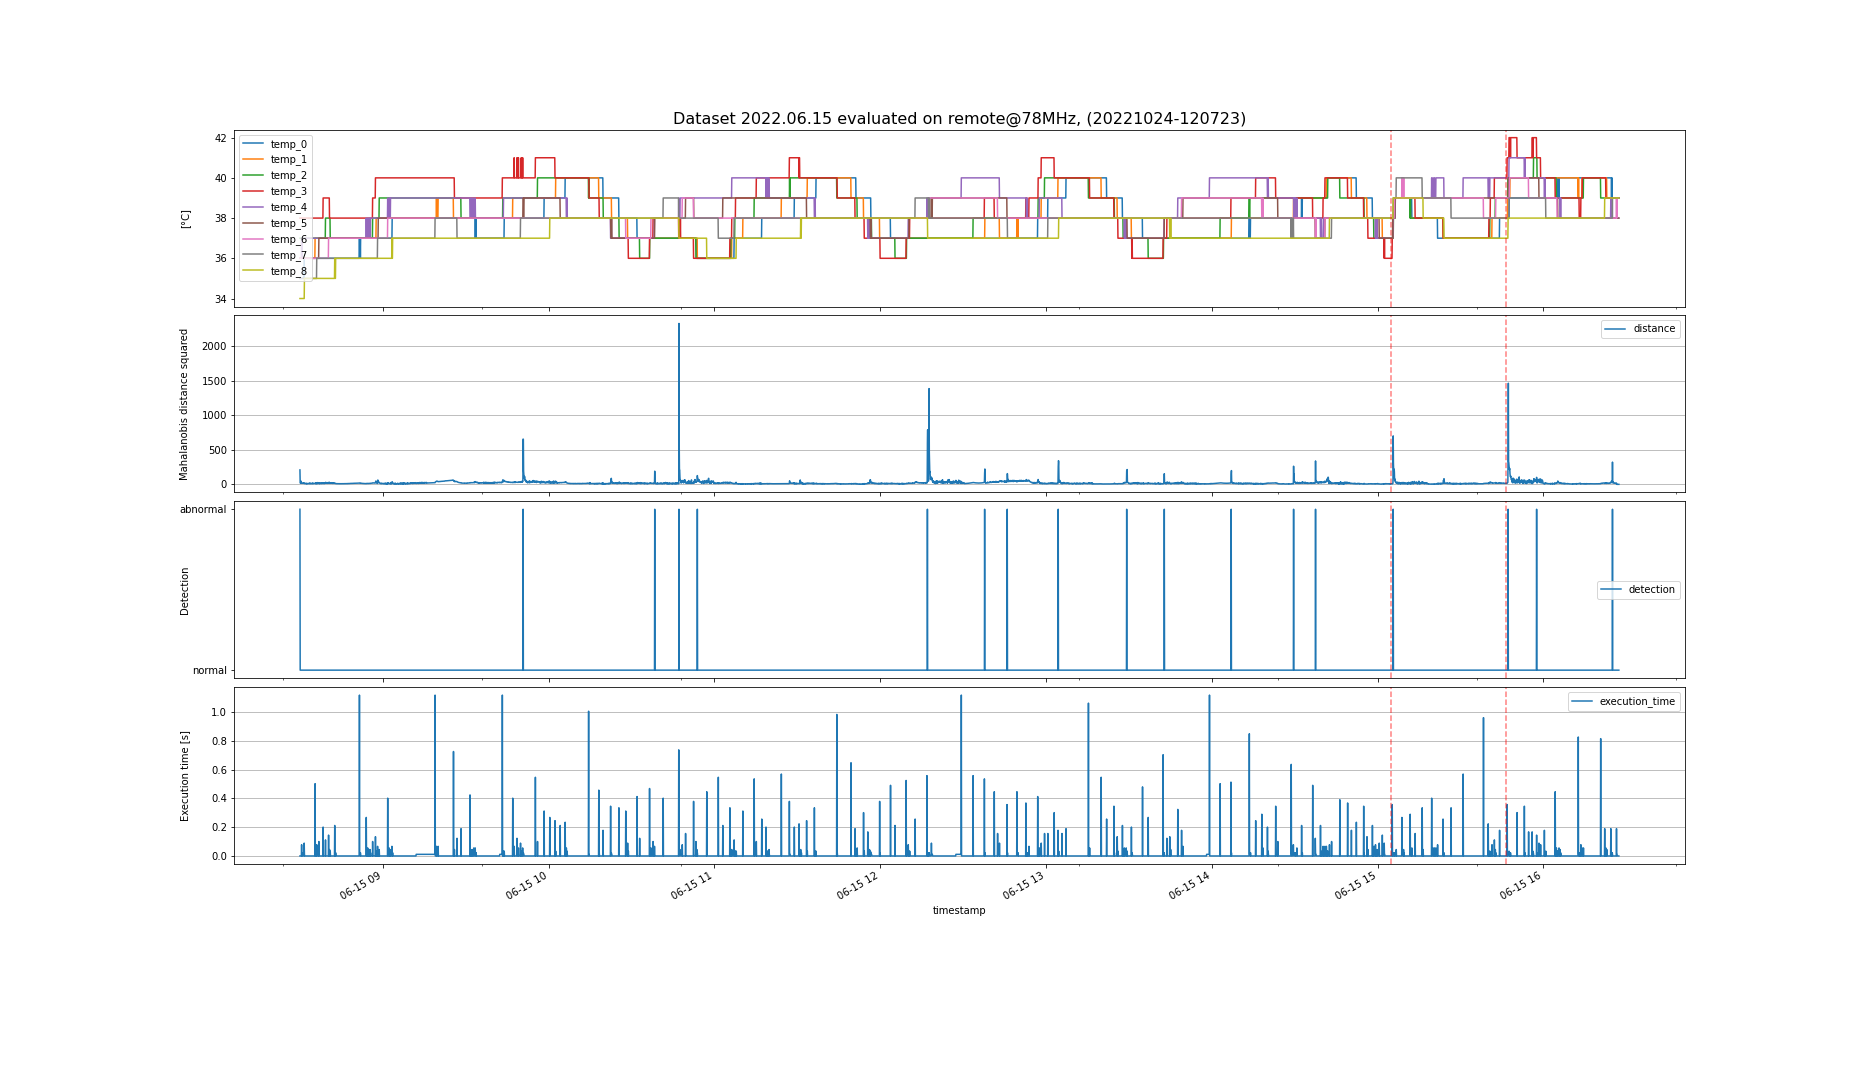 Dataset 2022.06.15 evaluated on remote@78MHz, (20221024-120723)
[°C]
42
40
38
36
34
temp_0
temp_1
temp_2
temp_3
temp_4
temp_5
temp_6
temp_7
temp_8
Mahalanobis distance squared
2000
1500
1000
500
0
distance
Detection
abnormal
normal
detection
Execution time [s]
1.0
0.8
0.6
0.4
0.2
0.0
execution_time
06-15 09
06-15 10
06-15 11
06-15 12
06-15 13
06-15 14
06-15 15
06-15 16
timestamp